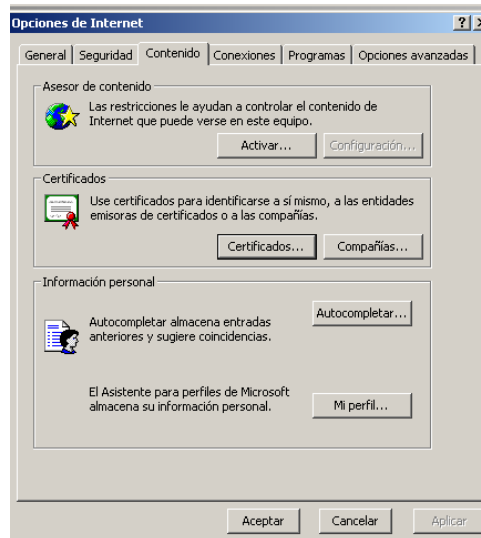 Opciones de Internet
General Seguridad Contenido Conexiones Programas Opciones avanzadas
Asesor de contenido
Las restricciones le ayudan a controlar el contenido de
Internet que puede verse en este equipo.
Activar... Configuración...
Certificados
Use certificados para identificarse a sí mismo, a las entidades
emisoras de certificados o a las compañías.
Certificados... Compañías...
Información personal
Autocompletar almacena entradas
anteriores y sugiere coincidencias.
Autocompletar...
El Asistente para perfiles de Microsoft
almacena su información personal.
Mi perfil...
Aceptar Cancelar Aplicar